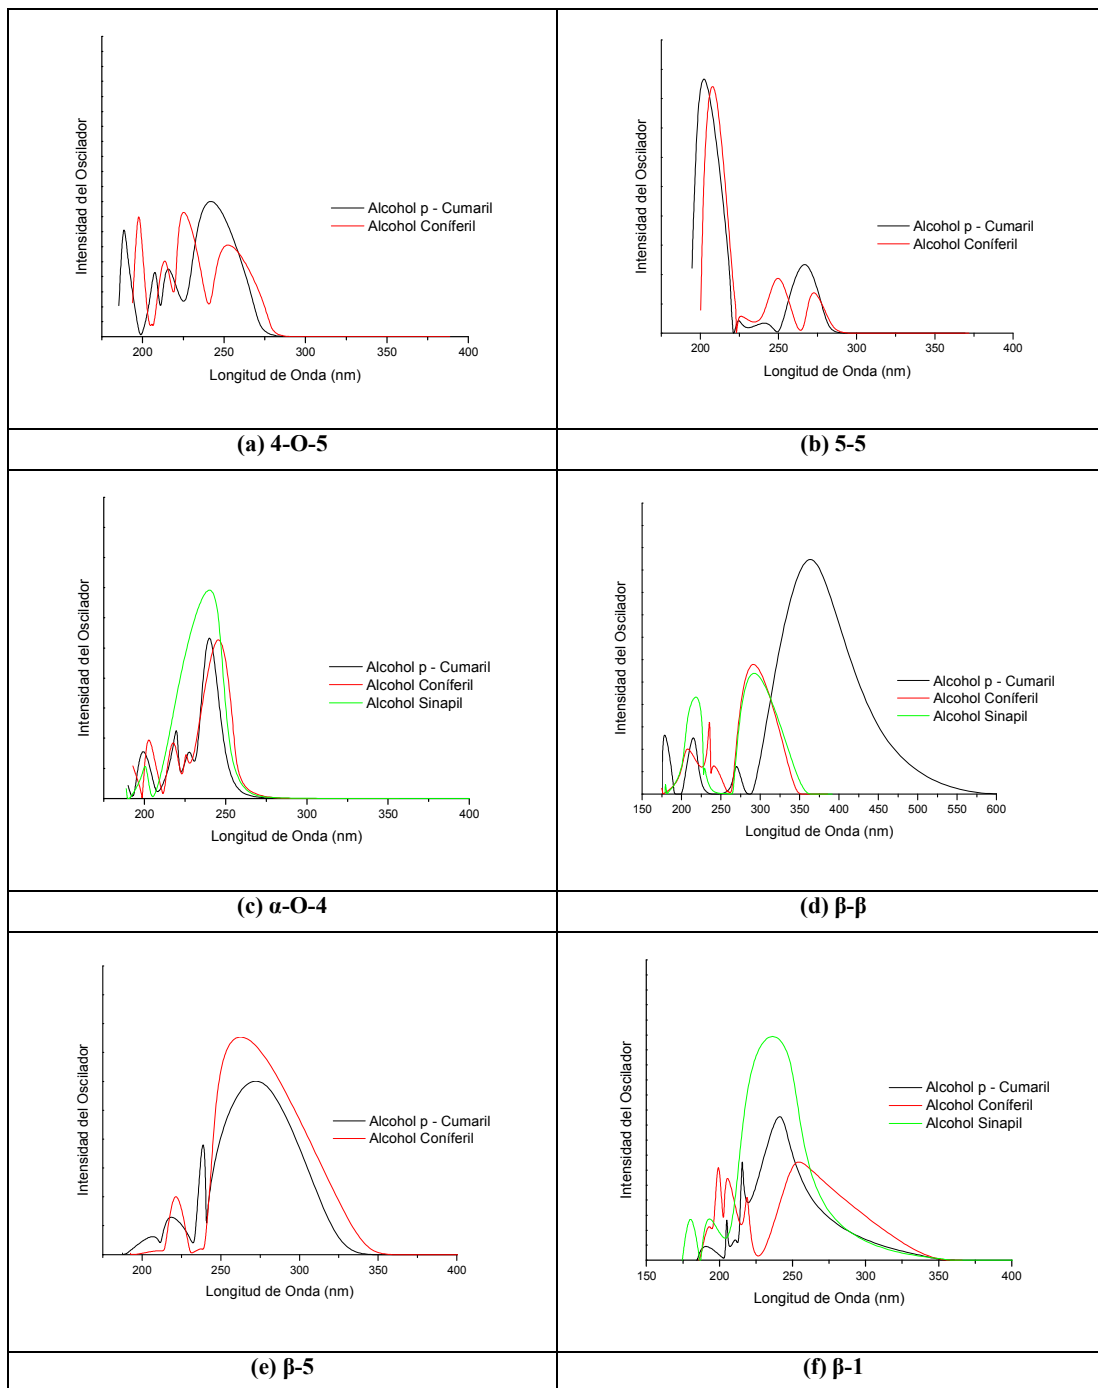 Intensidad del Oscilador
Alcohol p - Cumaril
Alcohol Coníferil
200 250 300 350 400
Longitud de Onda (nm)
(a) 4-O-5
Intensidad del Oscilador
Alcohol p - Cumaril
Alcohol Coníferil
200 250 300 350 400
Longitud de Onda (nm)
(b) 5-5
Intensidad del Oscilador
Alcohol p - Cumaril
Alcohol Coníferil
Alcohol Sinapil
200 250 300 350 400
Longitud de Onda (nm)
(c) α-O-4
Intensidad del Oscilador
Alcohol p - Cumaril
Alcohol Coníferil
Alcohol Sinapil
150 200 250 300 350 400 450 500 550 600
Longitud de Onda (nm)
(d) β-β
Intensidad del Oscilador
Alcohol p - Cumaril
Alcohol Coníferil
200 250 300 350 400
Longitud de Onda (nm)
(e) β-5
Intensidad del Oscilador
Alcohol p - Cumaril
Alcohol Coníferil
Alcohol Sinapil
150 200 250 300 350 400
Longitud de Onda (nm)
(f) β-1